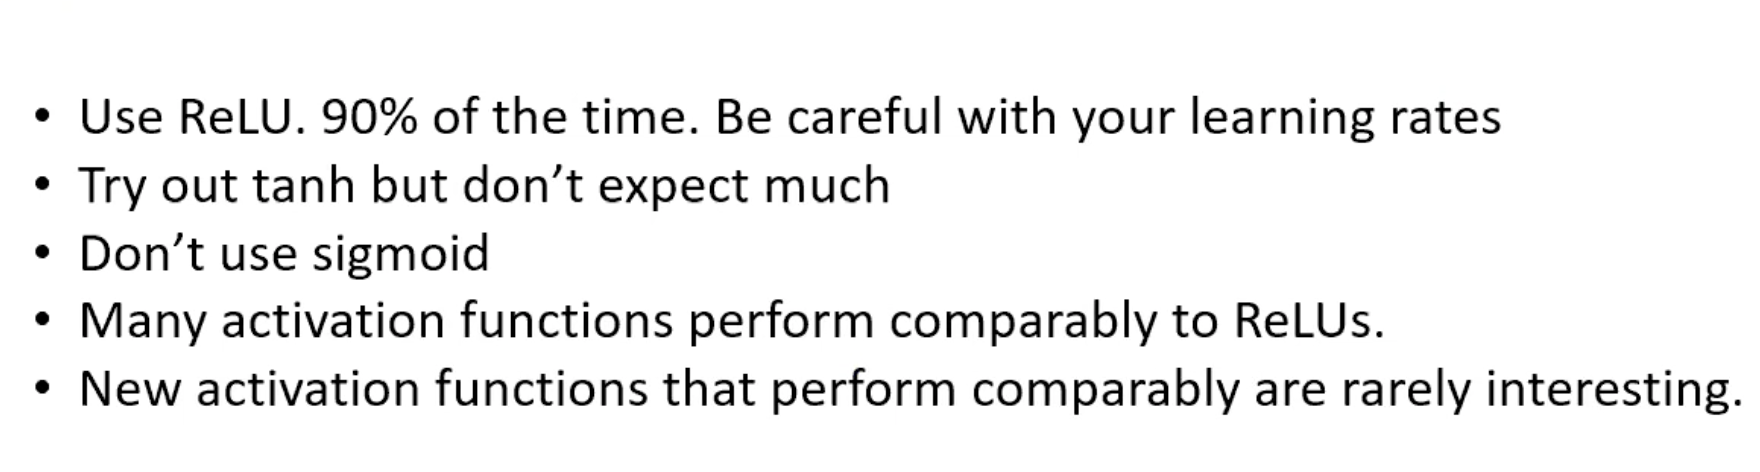 • Use ReLU. 90% of the time. Be careful with your learning rates
• Try out tanh but don’t expect much
• Don’t use sigmoid
• Many activation functions perform comparably to ReLUs.
• New activation functions that perform comparably are rarely interesting.